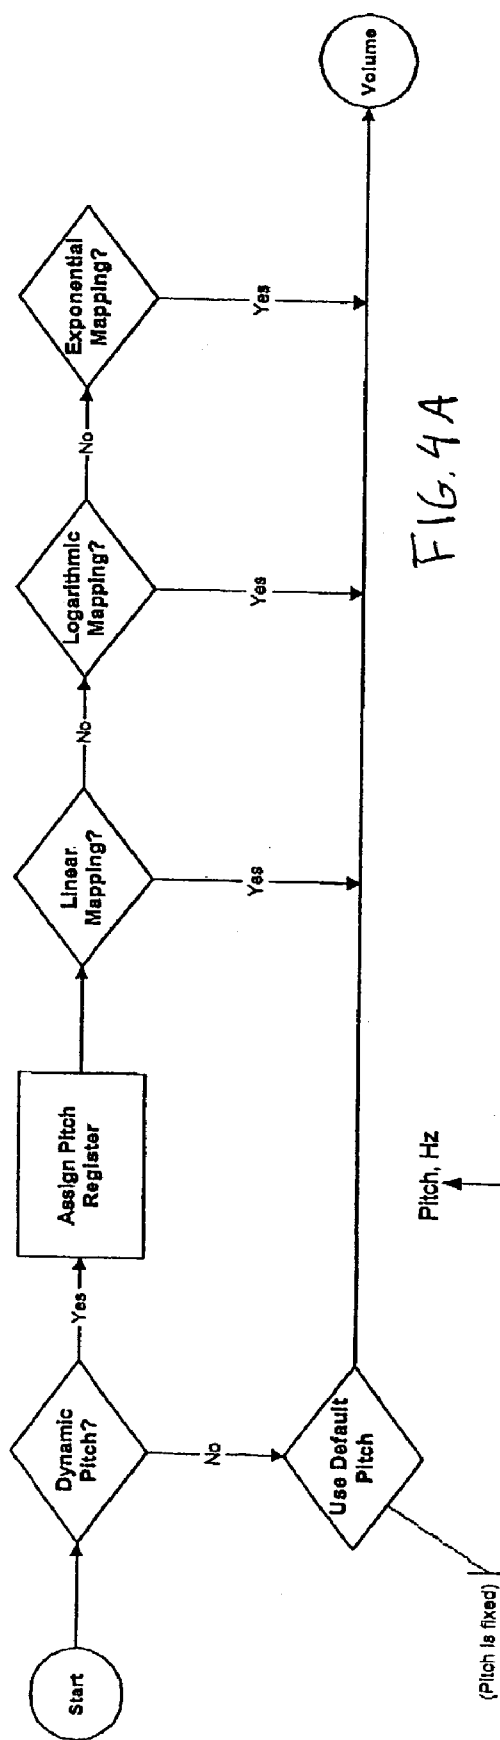 Start
Dynamic
Pitch?
Yes
Assign Pitch
Register
Linear.
Mapping?
No
Logarithmic
Mapping?
No
Exponential
Mapping?
No
Yes
Yes
Yes
Use Default
Pitch
Volume
(Pitch is fixed)
Pitch, Hz
FIG. 4A